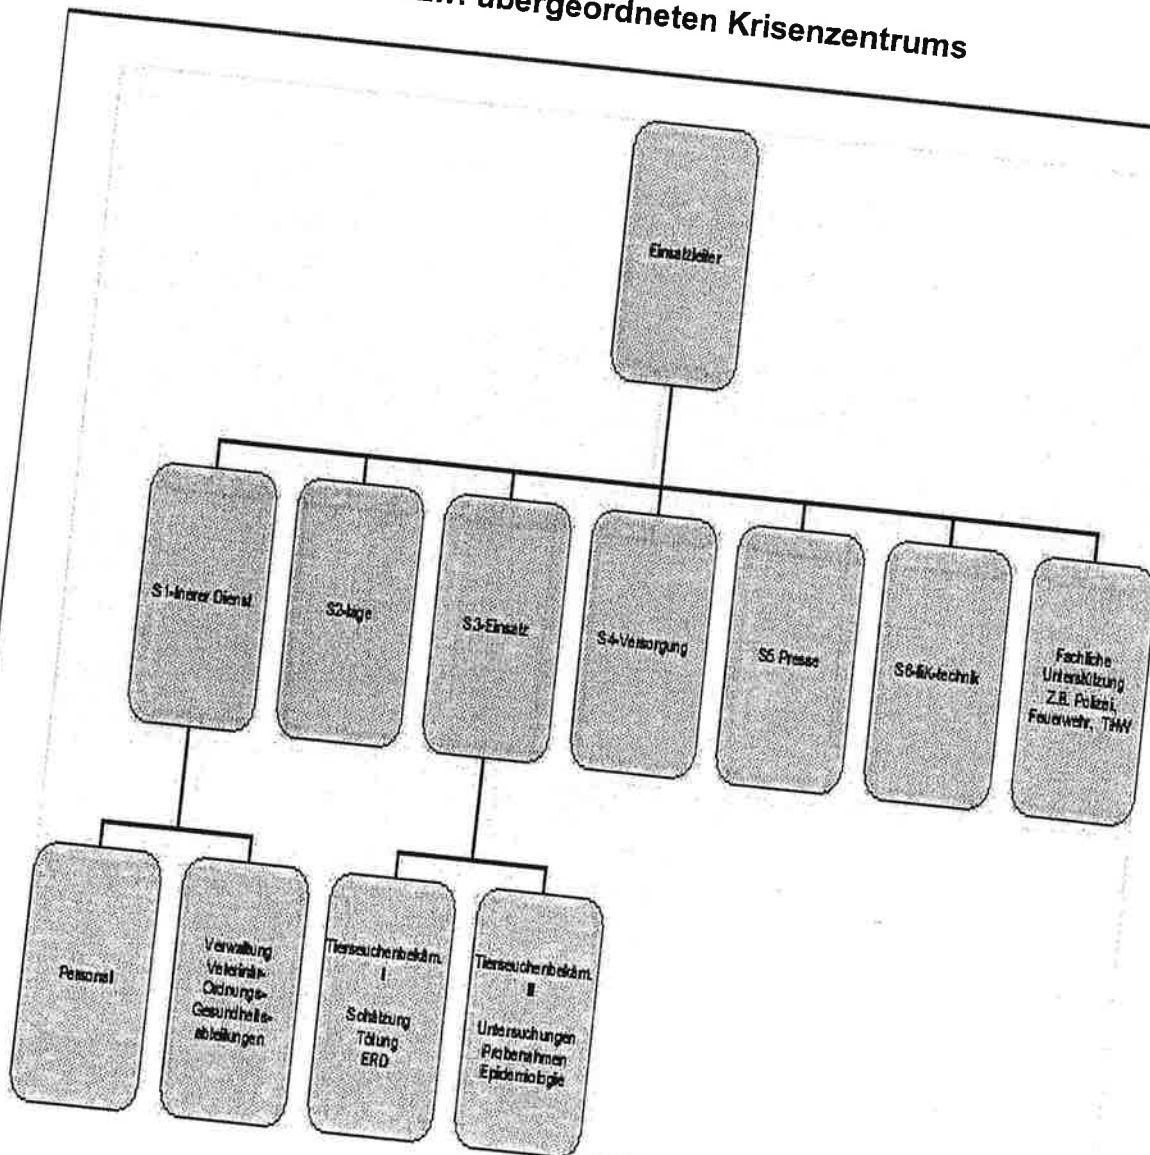 übergeordneten Krisenzentrums
Einsatzleiter
S1-Inerer Dienst
S2-lage
S3-Einsatz
S4-Versorgung
S5 Presse
S6-IuK-technik
Fachliche
Unterstützung
Z.B. Polizei,
Feuerwehr, THW
Personal
Verwaltung
Veterinär-
Ordnungs-
Gesundheits-
abteilungen
Tierseuchenbekäm.
I
Schätzung
Tötung
ERD
Tierseuchenbekäm.
II
Untersuchungen
Probenahmen
Epidemiologie